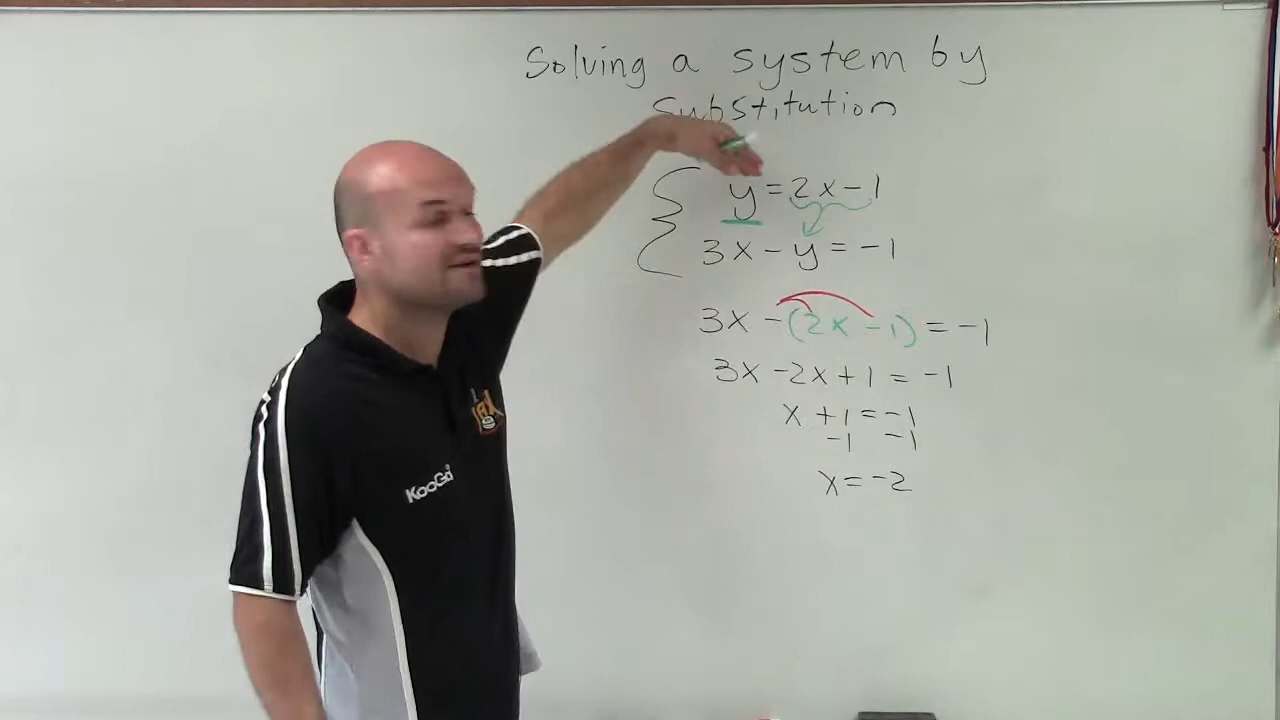 Solving a system by
Substitution
y = 2x - 1
3x - y = -1
3x - (2x - 1) = -1
3x - 2x + 1 = -1
x + 1 = -1
-1 -1
x = -2